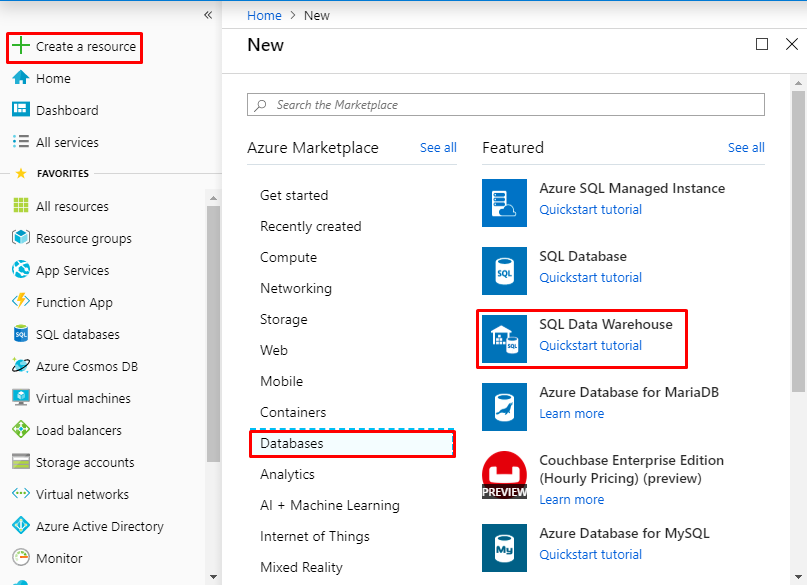 «
Create a resource
Home
Dashboard
All services
FAVORITES
All resources
Resource groups
App Services
Function App
SQL databases
SQL
Azure Cosmos DB
Virtual machines
Load balancers
Storage accounts
Virtual networks
Azure Active Directory
Monitor
Home > New
New
Search the Marketplace
Azure Marketplace See all
Get started
Recently created
Compute
Networking
Storage
Web
Mobile
Containers
Databases
Analytics
AI + Machine Learning
Internet of Things
Mixed Reality
Featured See all
Azure SQL Managed Instance
Quickstart tutorial
SQL
SQL Database
Quickstart tutorial
SQL
SQL Data Warehouse
Quickstart tutorial
Azure Database for MariaDB
Learn more
PREVIEW
Couchbase Enterprise Edition
(Hourly Pricing) (preview)
Learn more
My
Azure Database for MySQL
Quickstart tutorial